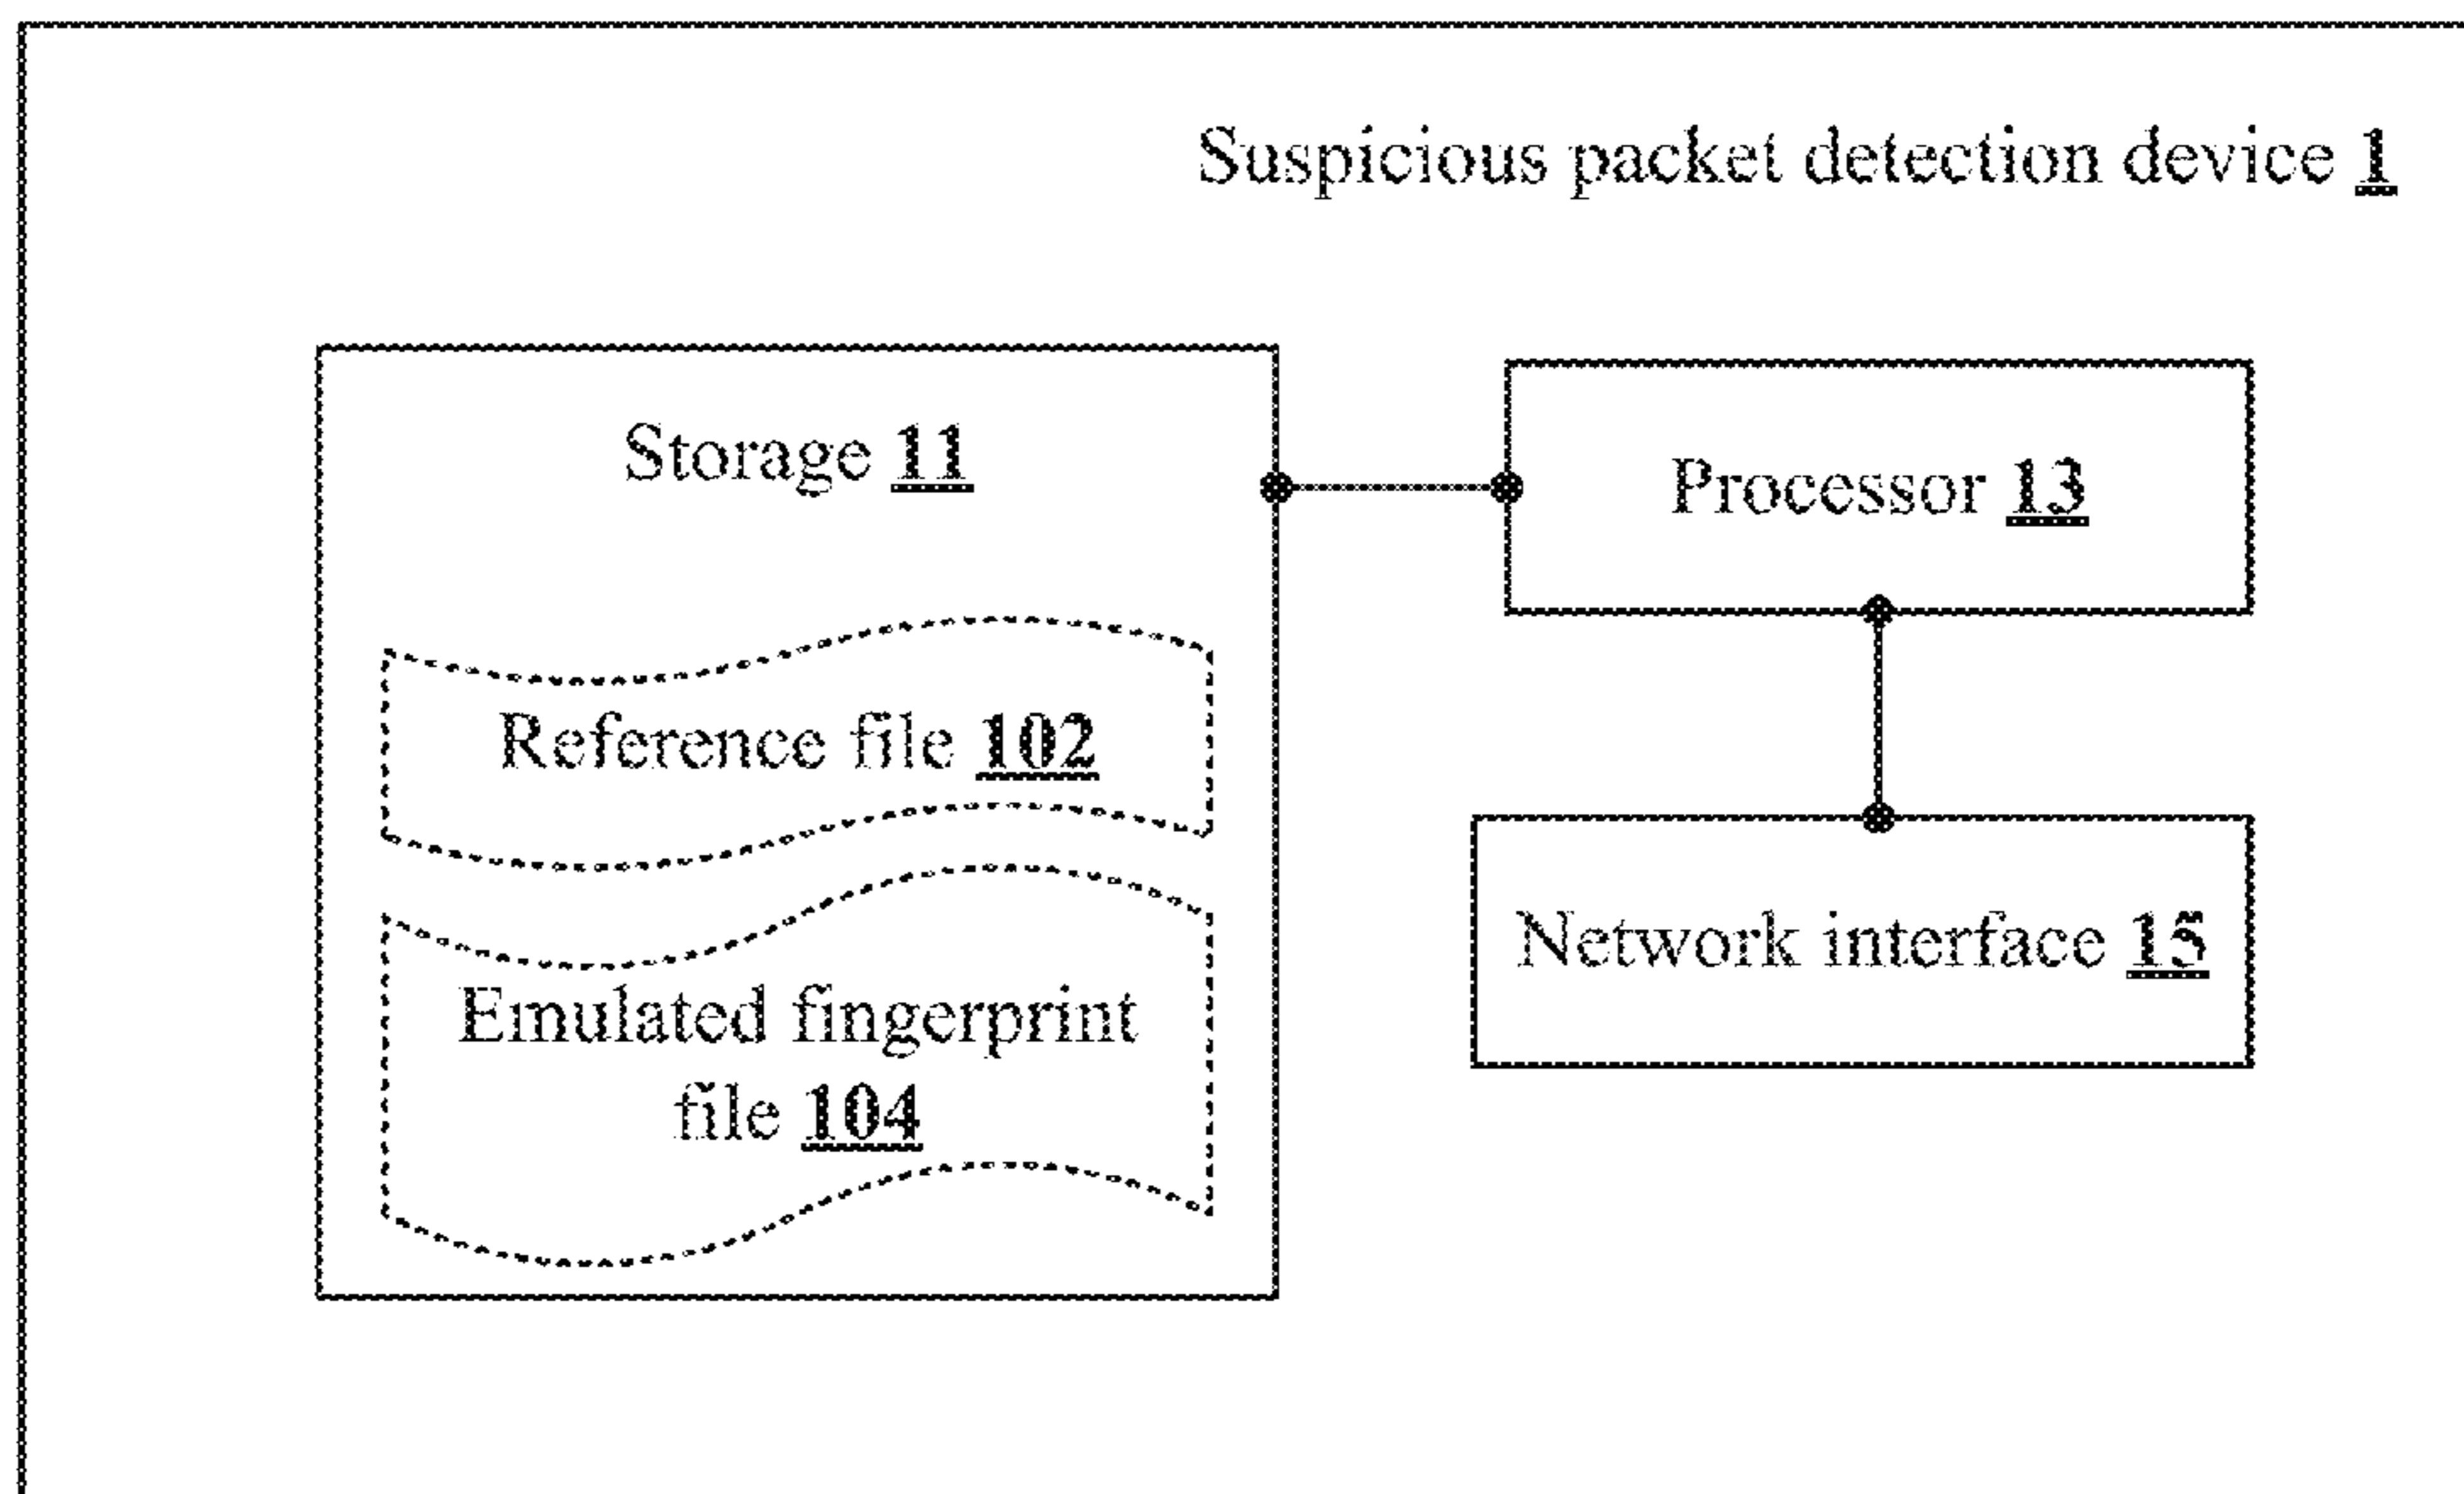 Suspicious packet detection device 1
Storage 11
Processor 13
Reference file 102
Network interface 15
Emulated fingerprint
file 104